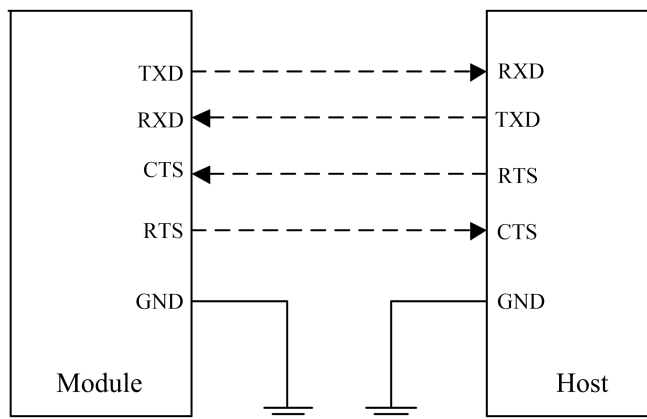 TXD RXD
RXD TXD
CTS RTS
RTS CTS
GND GND
Module Host